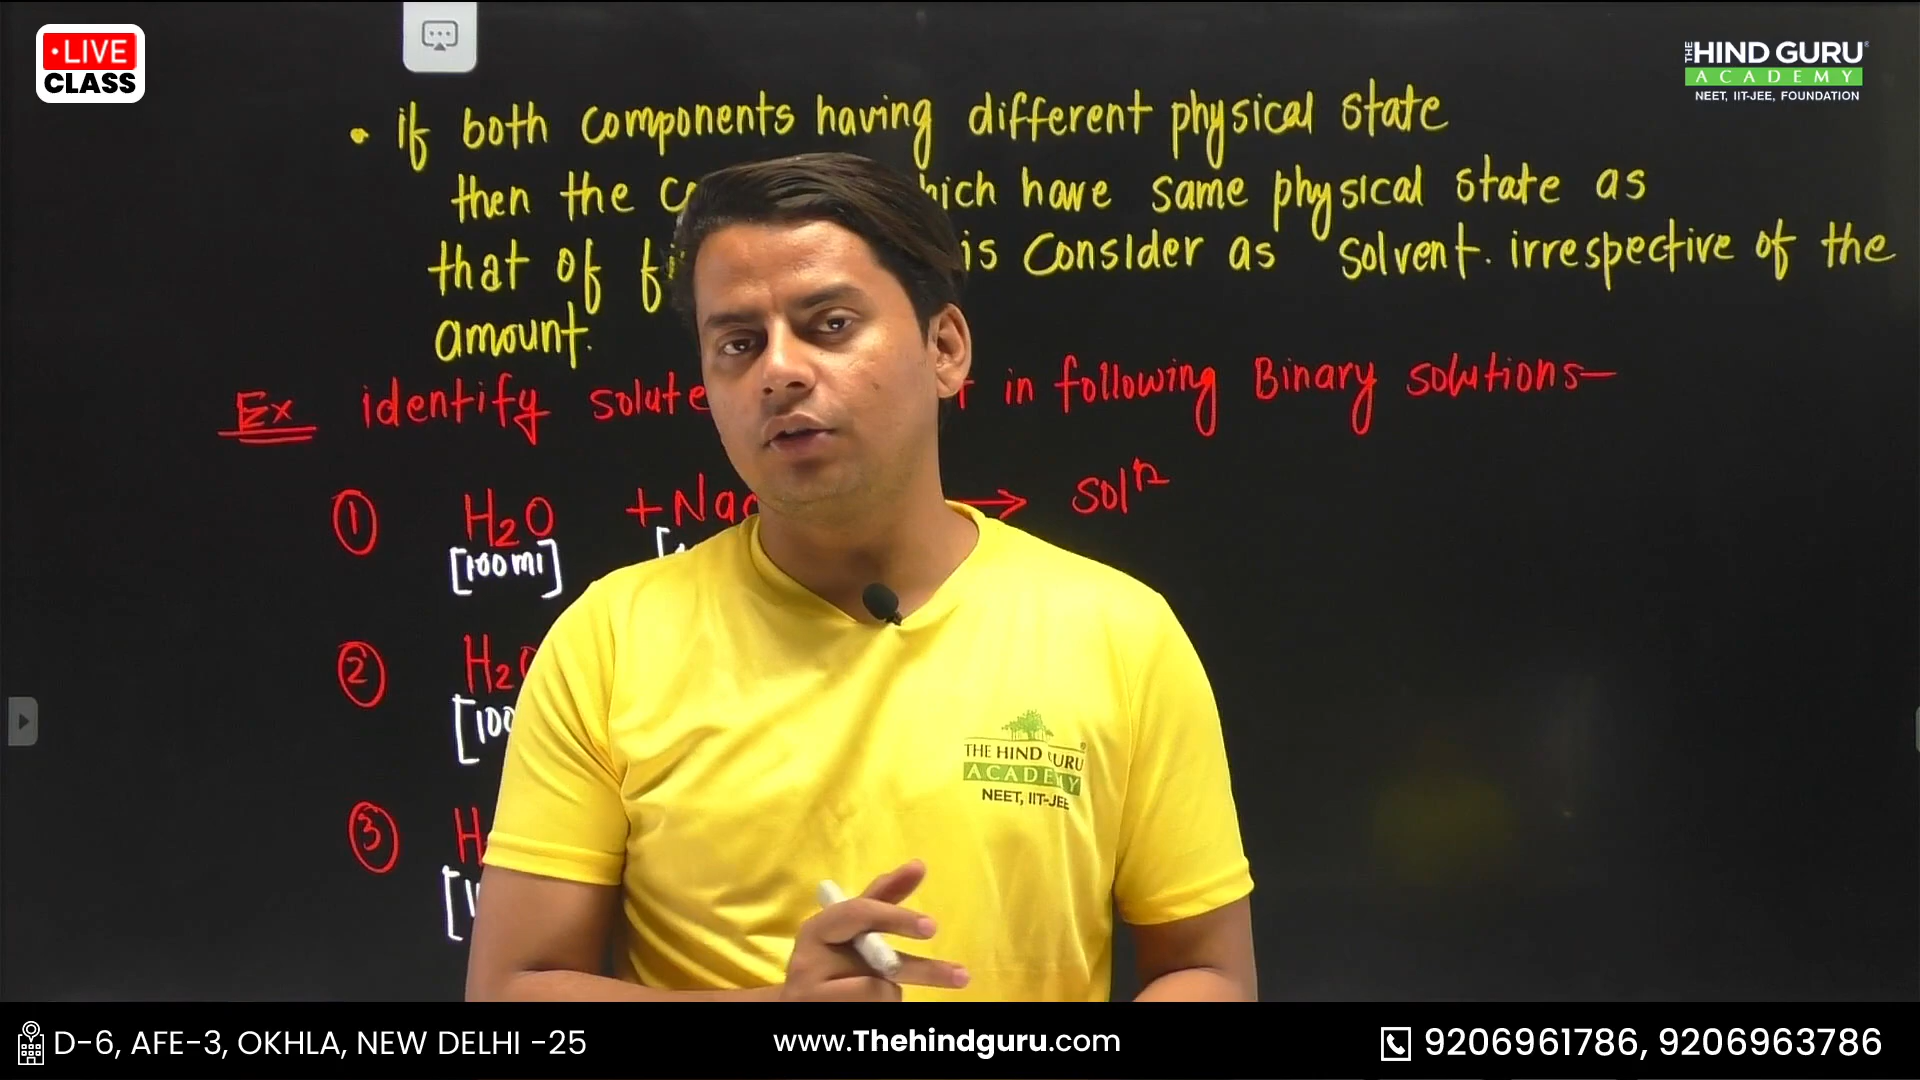 ·LIVE
CLASS
THE HIND GURU
ACADEMY
NEET, IIT-JEE, FOUNDATION
• if both components having different physical state
then the which have same physical state as
that of is Consider as solvent. irrespective of the
amount.
Ex identify solute in following Binary solutions—
① H₂O + → solⁿ
[100ml]
② H₂O
[100
③ H
THE HIND GURU
ACADEMY
NEET, IIT-JEE
D-6, AFE-3, OKHLA, NEW DELHI -25
www.Thehindguru.com
9206961786, 9206963786